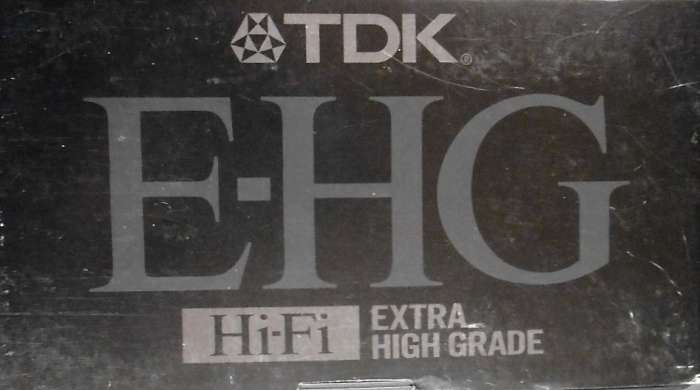 TDK®
E-HG
Hi-Fi
EXTRA
HIGH GRADE